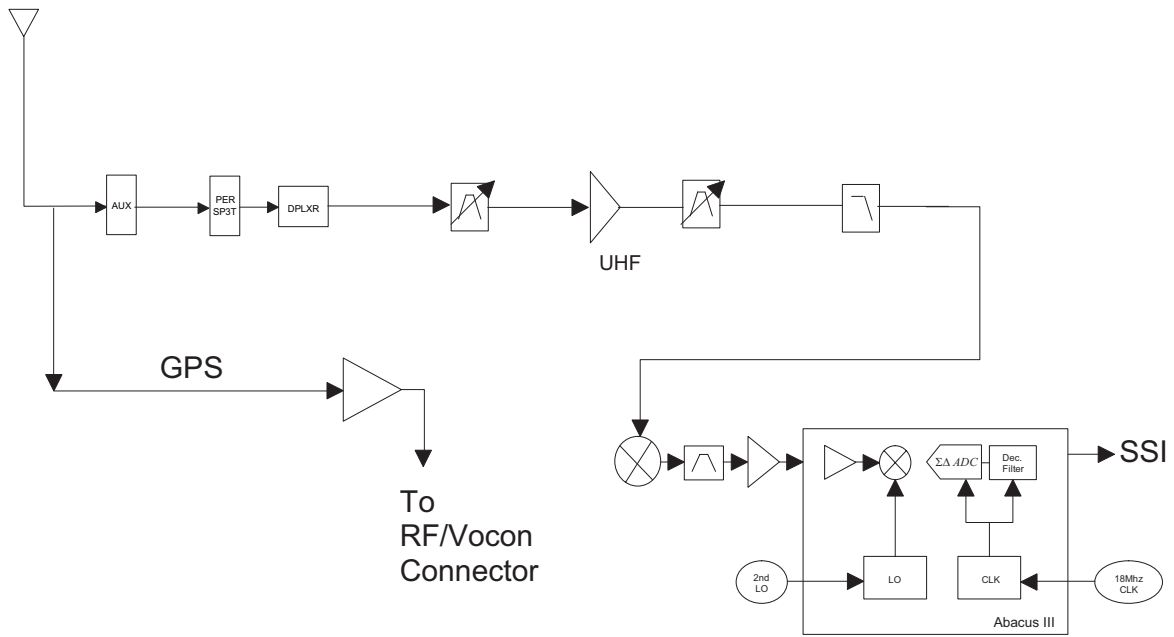 AUX
PER
SP3T
DPLXR
UHF
GPS
To
RF/Vocon
Connector
ΣΔ ADC
Dec.
Filter
SSI
2nd
LO
LO
CLK
18Mhz
CLK
Abacus III